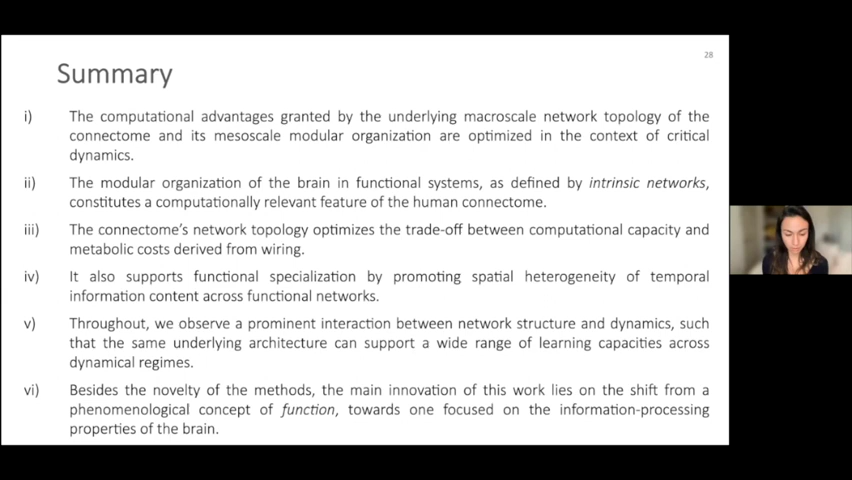 28
Summary
i) The computational advantages granted by the underlying macroscale network topology of the
connectome and its mesoscale modular organization are optimized in the context of critical
dynamics.
ii) The modular organization of the brain in functional systems, as defined by intrinsic networks,
constitutes a computationally relevant feature of the human connectome.
iii) The connectome's network topology optimizes the trade-off between computational capacity and
metabolic costs derived from wiring.
iv) It also supports functional specialization by promoting spatial heterogeneity of temporal
information content across functional networks.
v) Throughout, we observe a prominent interaction between network structure and dynamics, such
that the same underlying architecture can support a wide range of learning capacities across
dynamical regimes.
vi) Besides the novelty of the methods, the main innovation of this work lies on the shift from a
phenomenological concept of function, towards one focused on the information-processing
properties of the brain.